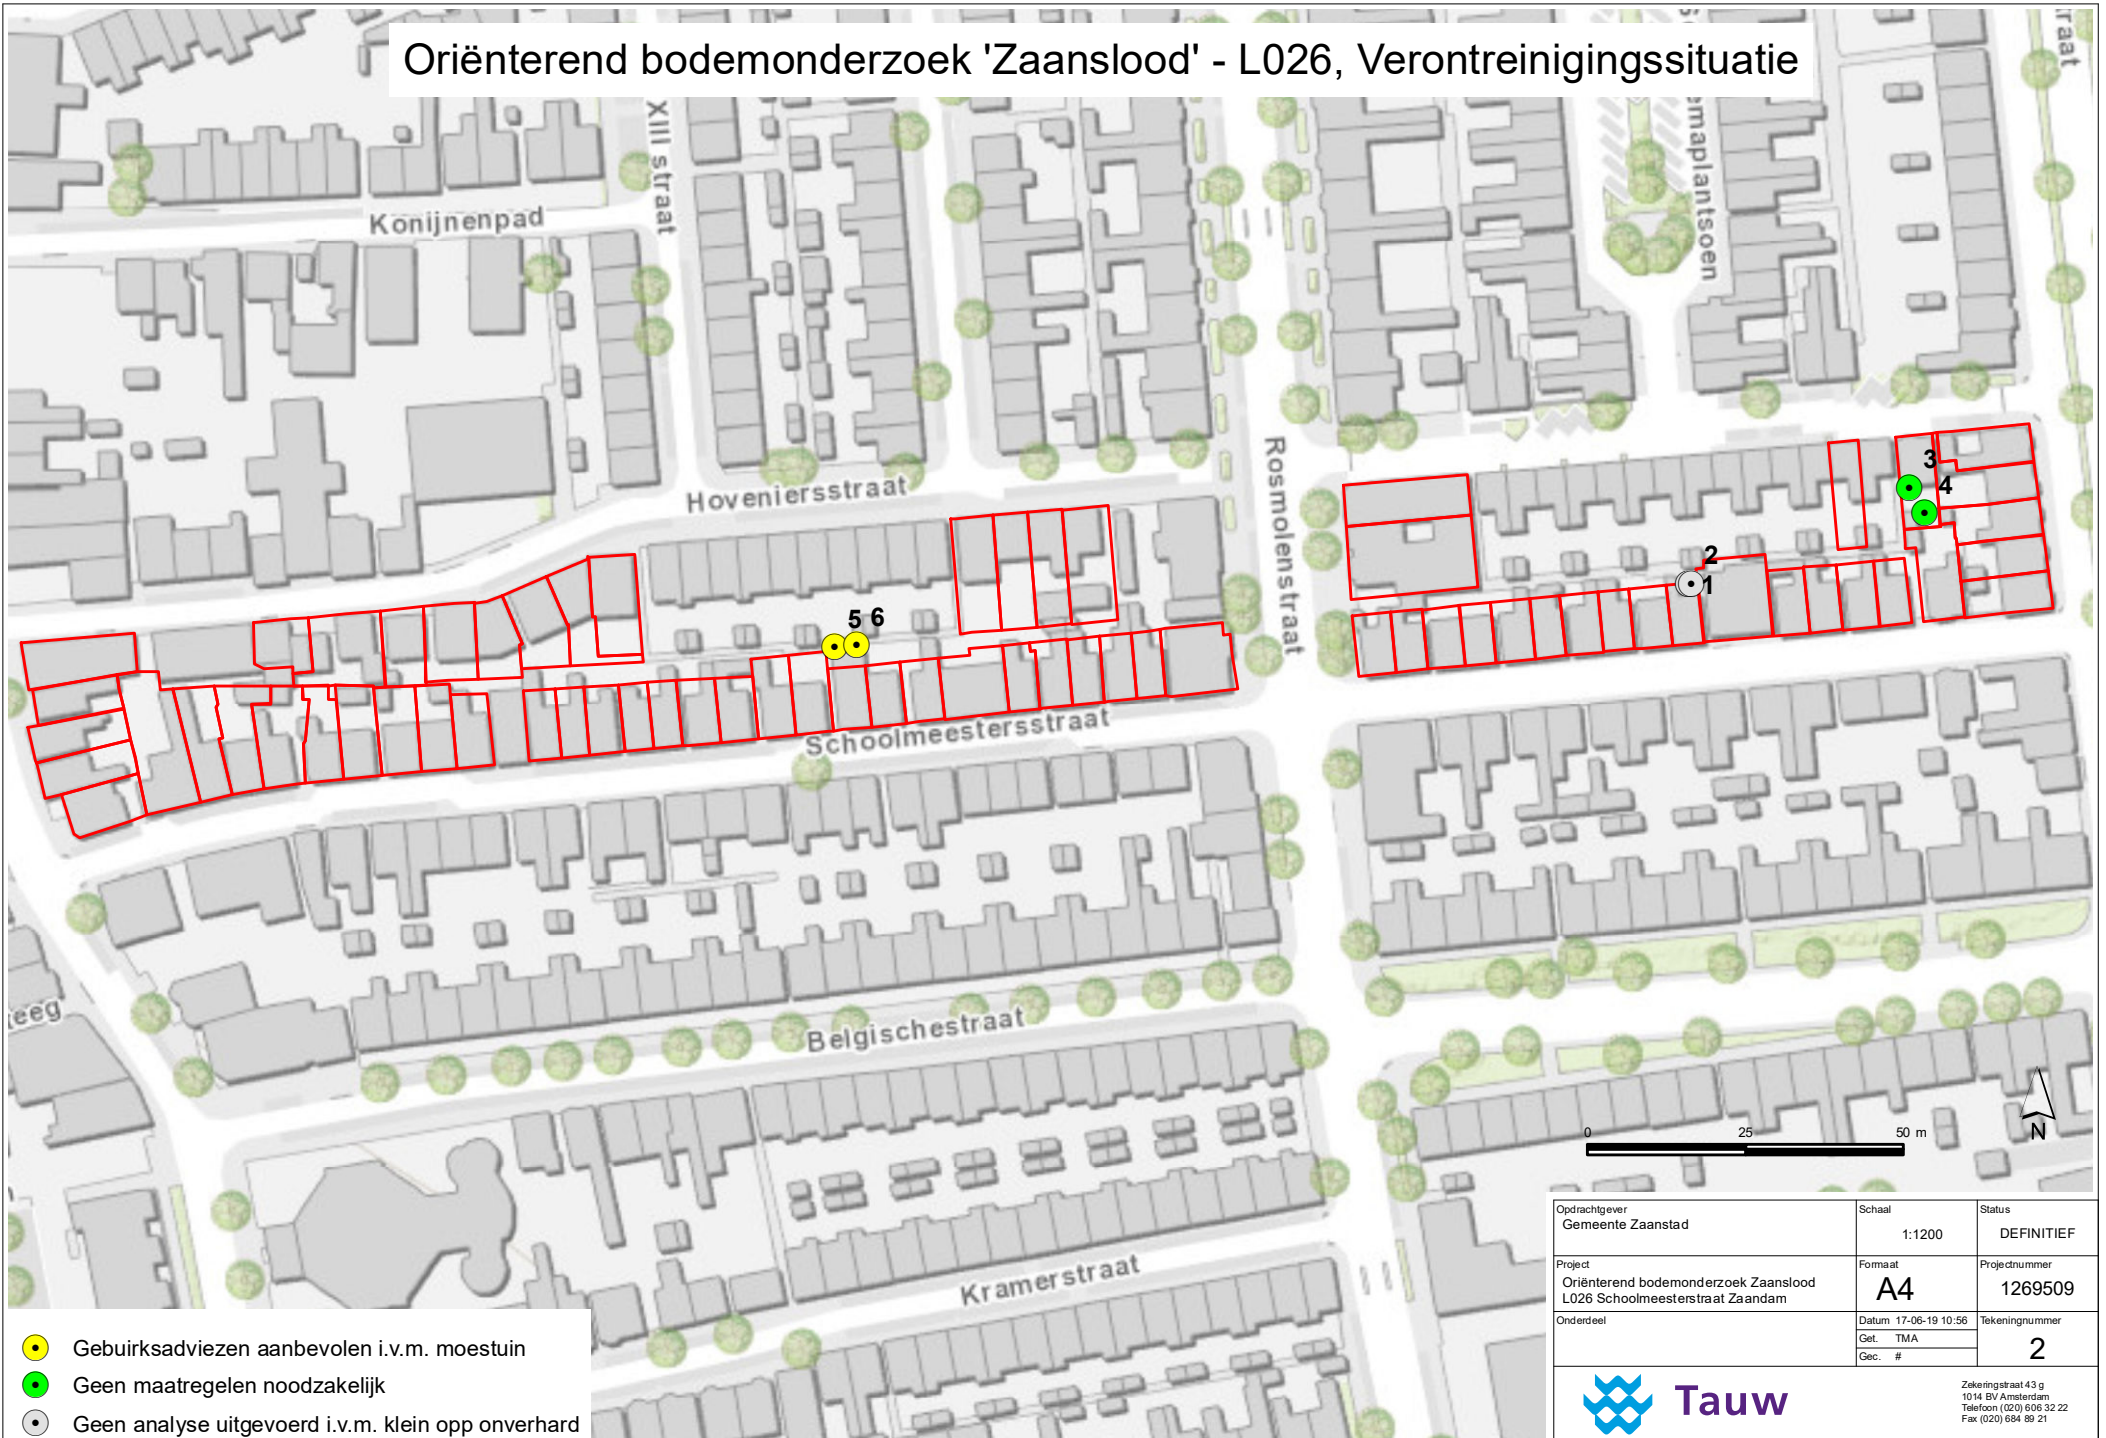 Oriënterend bodemonderzoek 'Zaanslood' - L026, Verontreinigingssituatie
XIII straat
emaplantsoen
raat
Konijnenpad
Hoveniersstraat
Rosmolenstraat
3
4
2
1
5 6
Schoolmeestersstraat
eeg
Belgischestraat
Kramerstraat
0 25 50 m
N
Gebuirksadviezen aanbevolen i.v.m. moestuin
Geen maatregelen noodzakelijk
Geen analyse uitgevoerd i.v.m. klein opp onverhard
Opdrachtgever
Gemeente Zaanstad
Schaal
1:1200
Status
DEFINITIEF
Project
Oriënterend bodemonderzoek Zaanslood
L026 Schoolmeesterstraat Zaandam
Formaat
A4
Projectnummer
1269509
Onderdeel
Datum 17-06-19 10:56
Get. TMA
Gec. #
Tekeningnummer
2
Tauw
Zekeringstraat 43 g
1014 BV Amsterdam
Telefoon (020) 606 32 22
Fax (020) 684 89 21